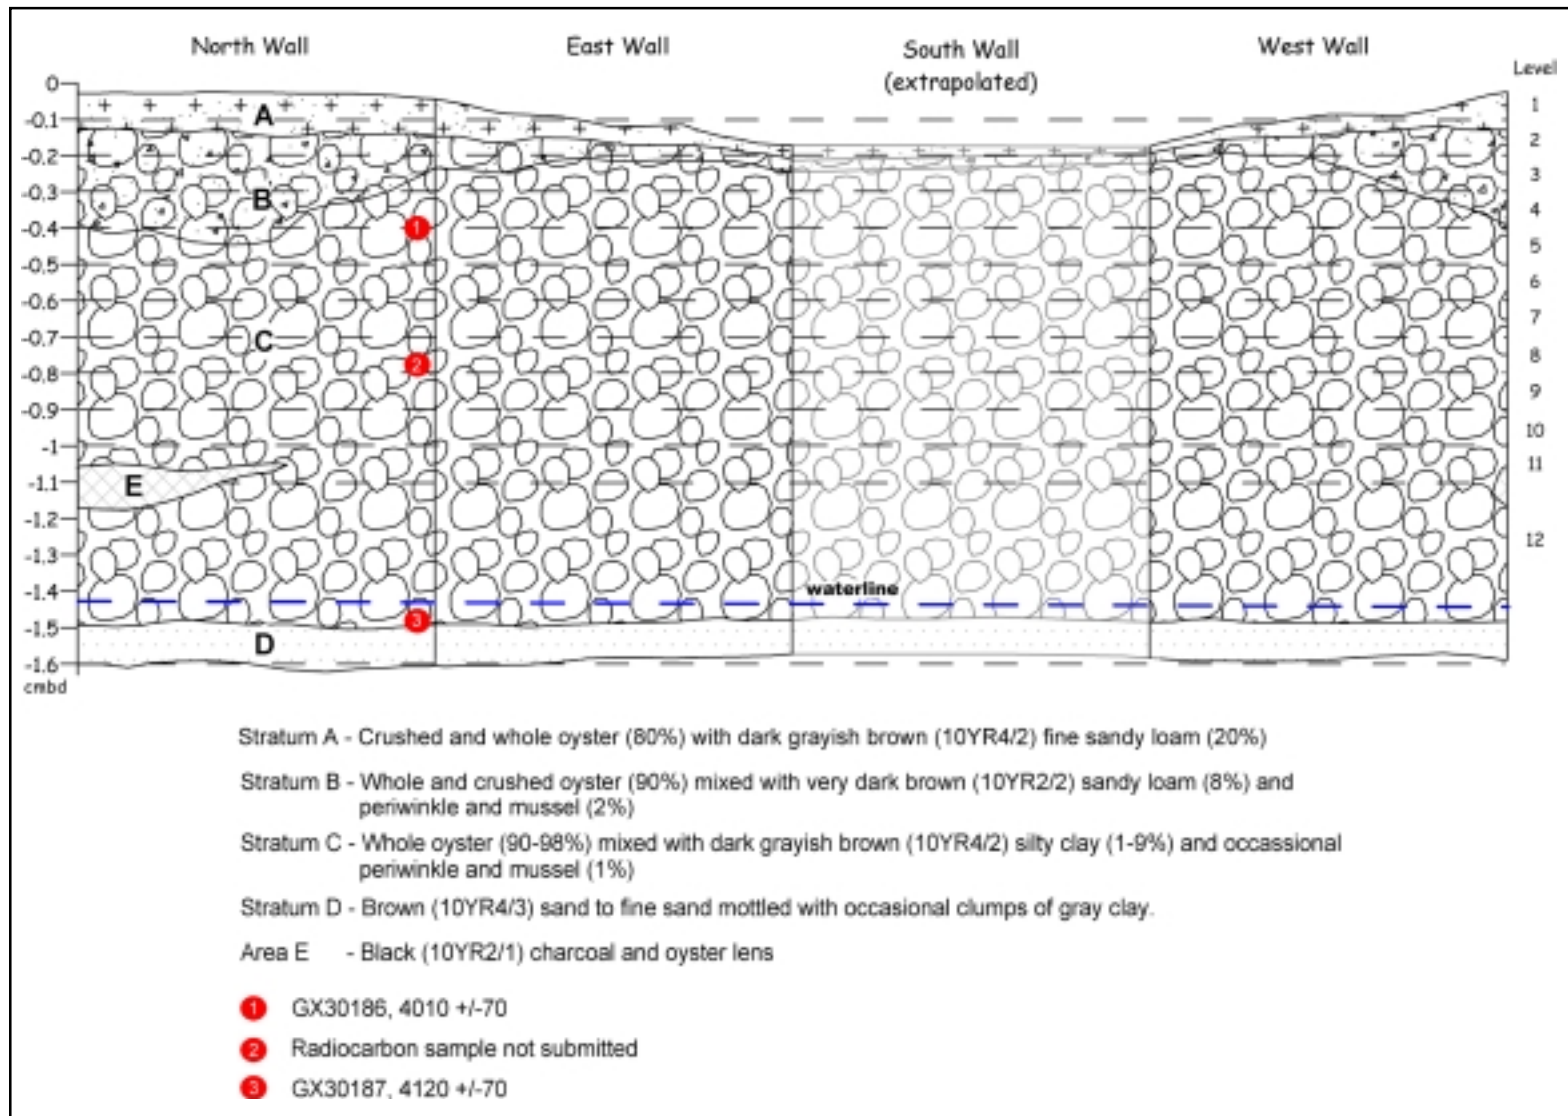 North Wall
East Wall
South Wall
(extrapolated)
West Wall
Level
0
-0.1
-0.2
-0.3
-0.4
-0.5
-0.6
-0.7
-0.8
-0.9
-1
-1.1
-1.2
-1.3
-1.4
-1.5
-1.6
cmbd
A
B
C
E
D
1
2
3
waterline
1
2
3
4
5
6
7
8
9
10
11
12
Stratum A - Crushed and whole oyster (80%) with dark grayish brown (10YR4/2) fine sandy loam (20%)
Stratum B - Whole and crushed oyster (90%) mixed with very dark brown (10YR2/2) sandy loam (8%) and
periwinkle and mussel (2%)
Stratum C - Whole oyster (90-98%) mixed with dark grayish brown (10YR4/2) silty clay (1-9%) and occassional
periwinkle and mussel (1%)
Stratum D - Brown (10YR4/3) sand to fine sand mottled with occasional clumps of gray clay.
Area E - Black (10YR2/1) charcoal and oyster lens
1 GX30186, 4010 +/-70
2 Radiocarbon sample not submitted
3 GX30187, 4120 +/-70